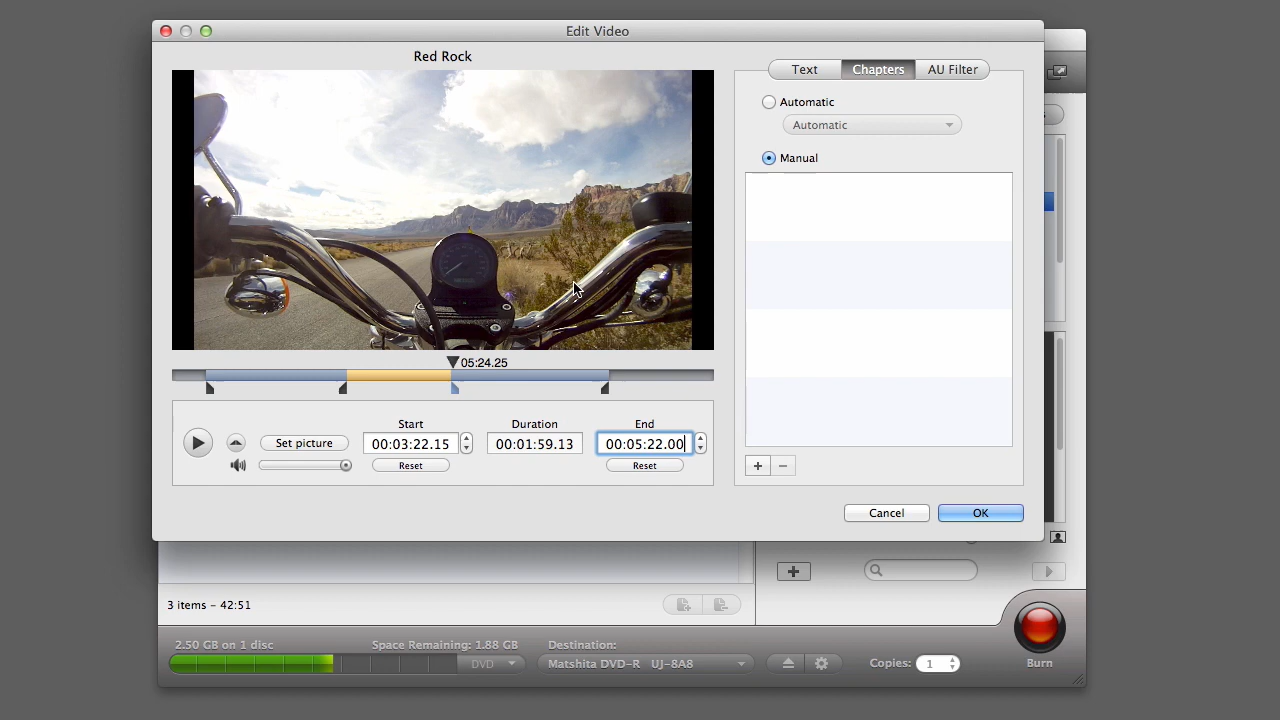 Edit Video
Red Rock
Text
Chapters
AU Filter
Automatic
Automatic
Manual
05:24.25
Start
Duration
End
Set picture
00:03:22.15
00:01:59.13
00:05:22.00
Reset
Reset
Cancel
OK
3 items – 42:51
2.50 GB on 1 disc
Space Remaining: 1.88 GB
Destination:
DVD
Matshita DVD-R UJ-8A8
Copies:
1
Burn